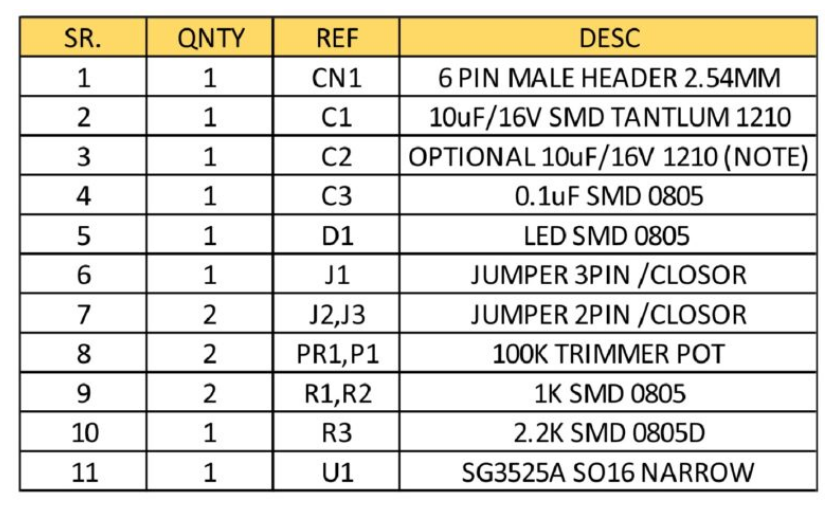 SR. QNTY REF DESC
1 1 CN1 6 PIN MALE HEADER 2.54MM
2 1 C1 10uF/16V SMD TANTLUM 1210
3 1 C2 OPTIONAL 10uF/16V 1210 (NOTE)
4 1 C3 0.1uF SMD 0805
5 1 D1 LED SMD 0805
6 1 J1 JUMPER 3PIN /CLOSOR
7 2 J2,J3 JUMPER 2PIN /CLOSOR
8 2 PR1,P1 100K TRIMMER POT
9 2 R1,R2 1K SMD 0805
10 1 R3 2.2K SMD 0805D
11 1 U1 SG3525A SO16 NARROW